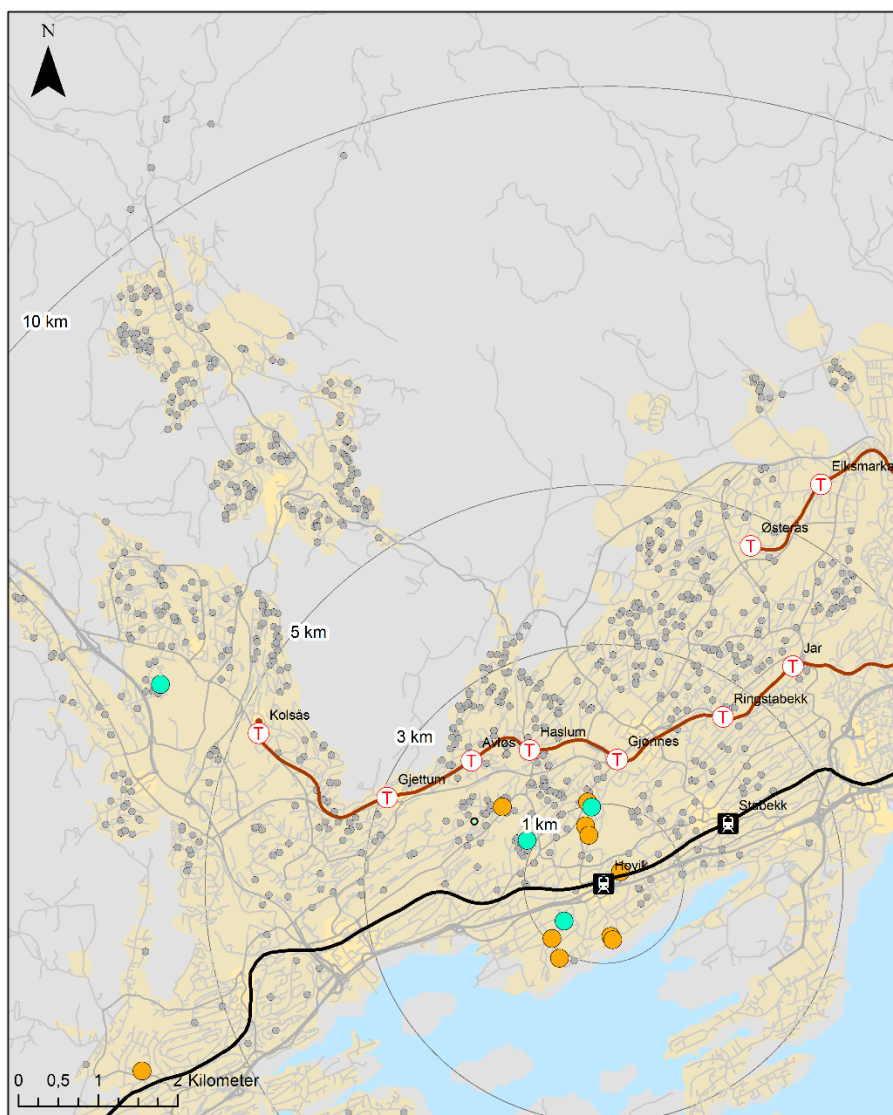 N
10 km
Eiksmarka
Østerås
5 km
Jar
Kolsås
Ringstabekk
3 km
Haslum
Avløs
Gjønnes
Gjettum
Stabekk
1 km
Høvik
0 0,5 1 2 Kilometer
T
T
T
T
T
T
T
T
T